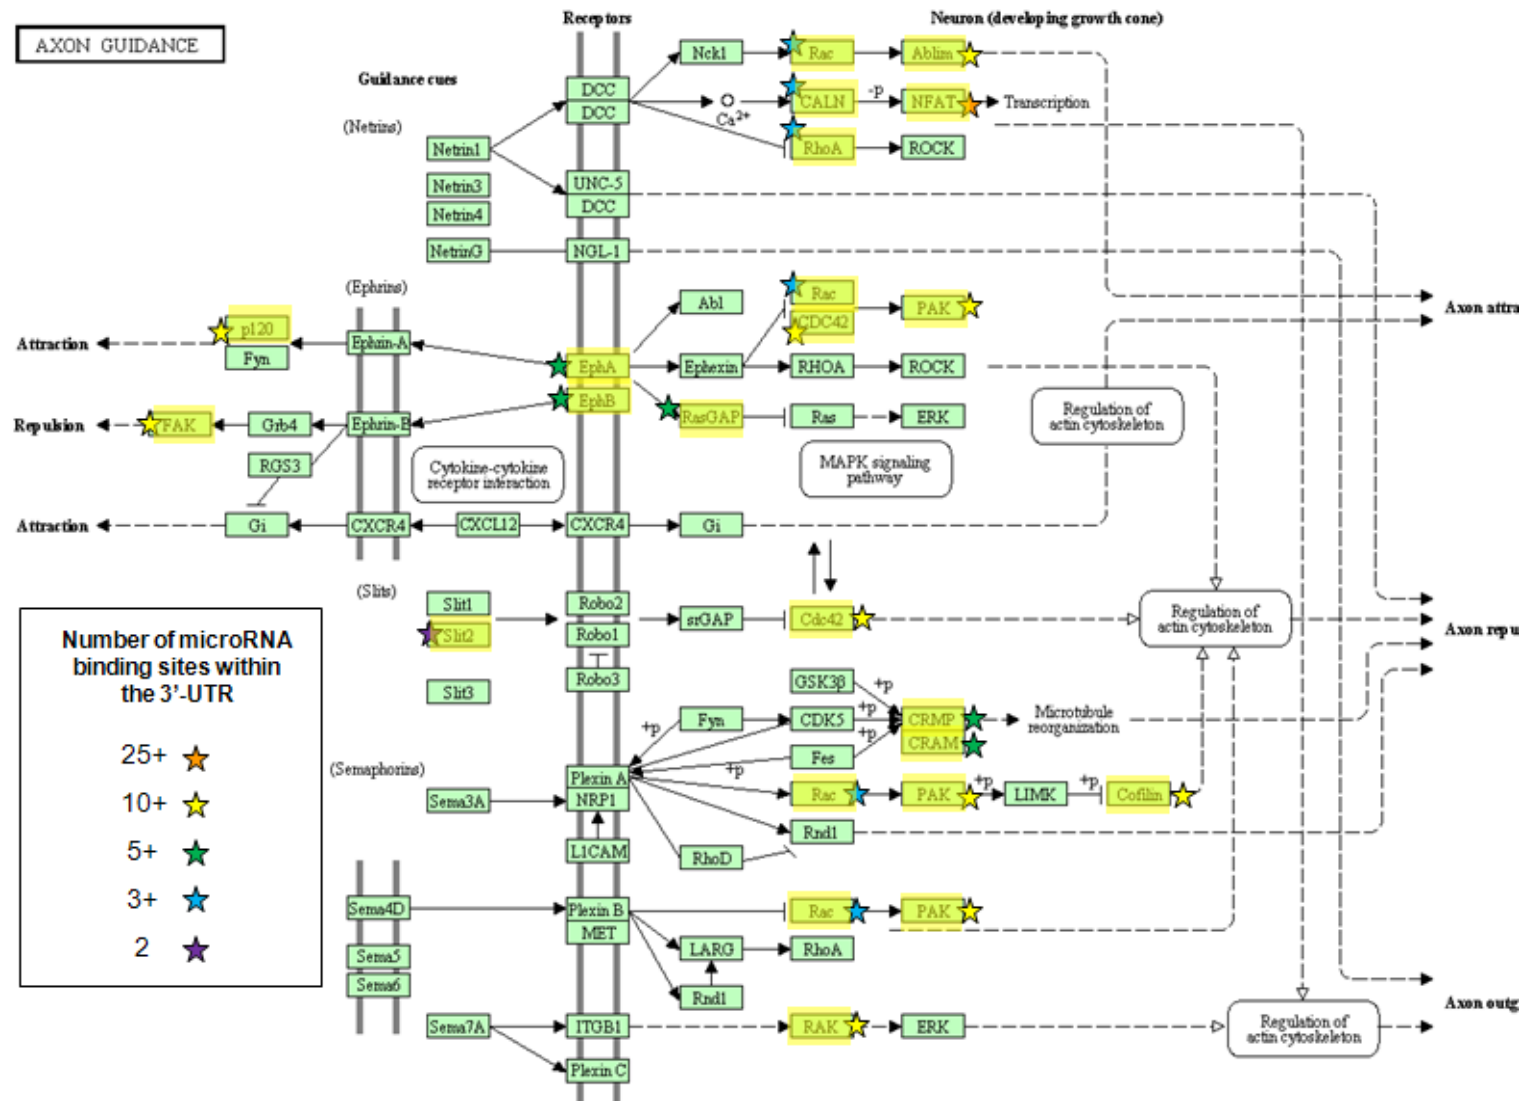 Receptors
Neuron (developing growth cone)
AXON GUIDANCE
Guidance cues
Nck1
Rac
Ablim
DCC
DCC
Ca2+
CALN
-p
NFAT
Transcription
(Netrins)
Netrin1
RhoA
ROCK
Netrin3
UNC-5
Netrin4
DCC
NetrinG
NGL-1
(Ephrins)
Abl
Rac
PAK
CDC42
Axon attra
p120
Fyn
Attraction
Ephrin-A
EphA
Ephexin
RHOA
ROCK
EphB
RasGAP
Ras
ERK
Regulation of
actin cytoskeleton
Repulsion
FAK
Grb4
Ephrin-B
RGS3
Cytokine-cytokine
receptor interaction
MAPK signaling
pathway
Attraction
Gi
CXCR4
CXCL12
CXCR4
Gi
(Slits)
Slit1
Robo2
Slit2
Robo1
srGAP
Cdc42
Regulation of
actin cytoskeleton
Axon repu
Slit3
Robo3
GSK3β
+p
Fyn
CDK5
+p
CRMP
Microtubule
reorganization
+p
Fes
+p
CRAM
+p
(Semaphorins)
Plexin A
Sema3A
NRP1
Rac
PAK
+p
LIMK
+p
Cofilin
Rnd1
L1CAM
RhoD
Sema4D
Plexin B
Rac
PAK
MET
Sema5
LARG
RhoA
Sema6
Rnd1
Sema7A
ITGB1
RAK
ERK
Regulation of
actin cytoskeleton
Axon outg
Plexin C
Number of microRNA
binding sites within
the 3'-UTR
25+
10+
5+
3+
2